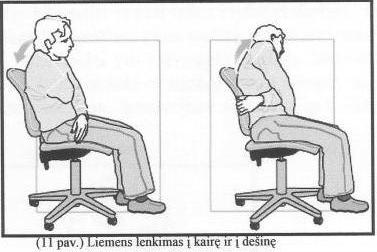 (11 pav.) Liemens lenkimas į kairę ir į dešinę